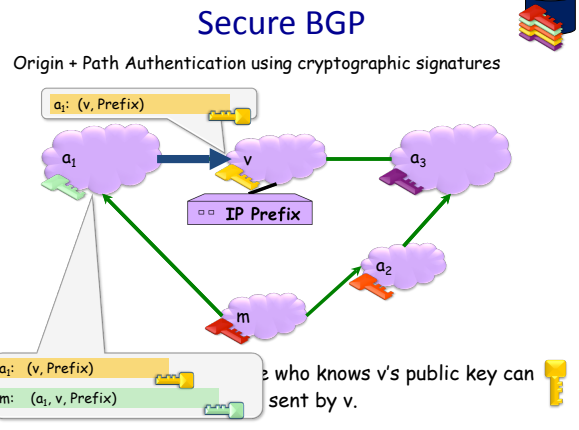 Secure BGP
Origin + Path Authentication using cryptographic signatures
a₁: (v, Prefix)
a₁
v
a₃
IP Prefix
a₂
m
a₁: (v, Prefix)
m: (a₁, v, Prefix)
who knows v's public key can
sent by v.